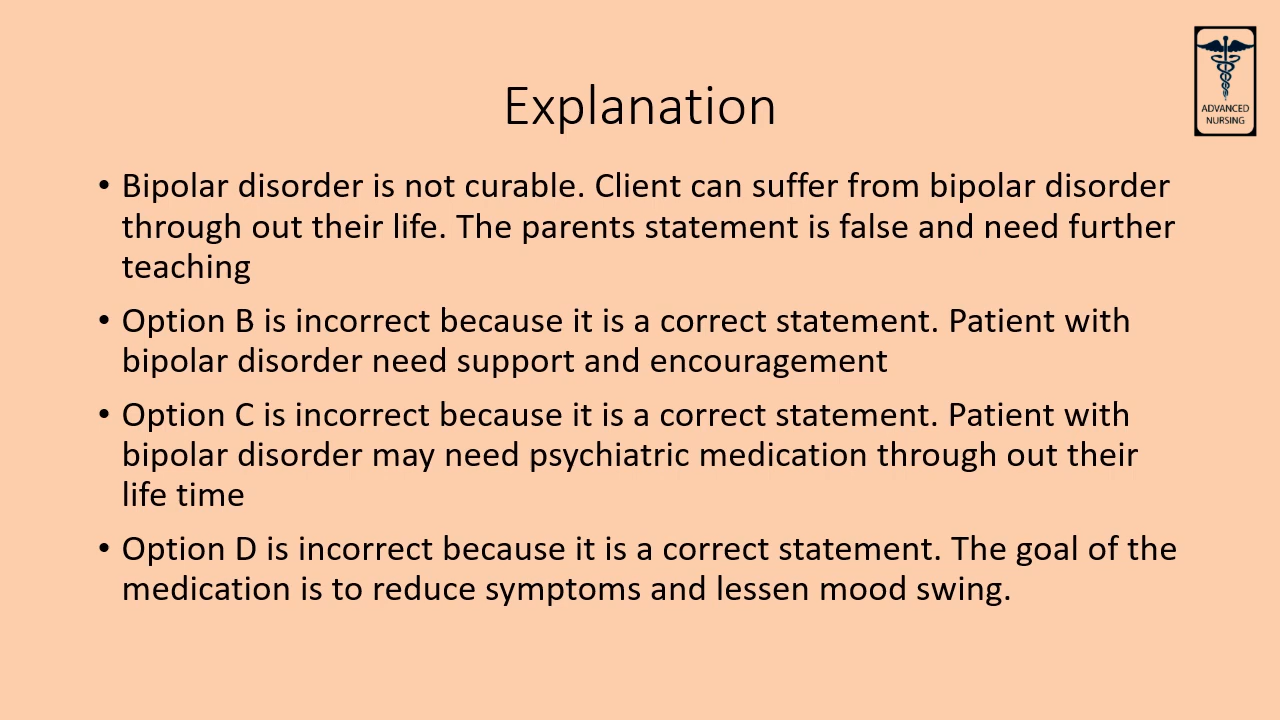 ADVANCED
NURSING
Explanation
• Bipolar disorder is not curable. Client can suffer from bipolar disorder
through out their life. The parents statement is false and need further
teaching
• Option B is incorrect because it is a correct statement. Patient with
bipolar disorder need support and encouragement
• Option C is incorrect because it is a correct statement. Patient with
bipolar disorder may need psychiatric medication through out their
life time
• Option D is incorrect because it is a correct statement. The goal of the
medication is to reduce symptoms and lessen mood swing.